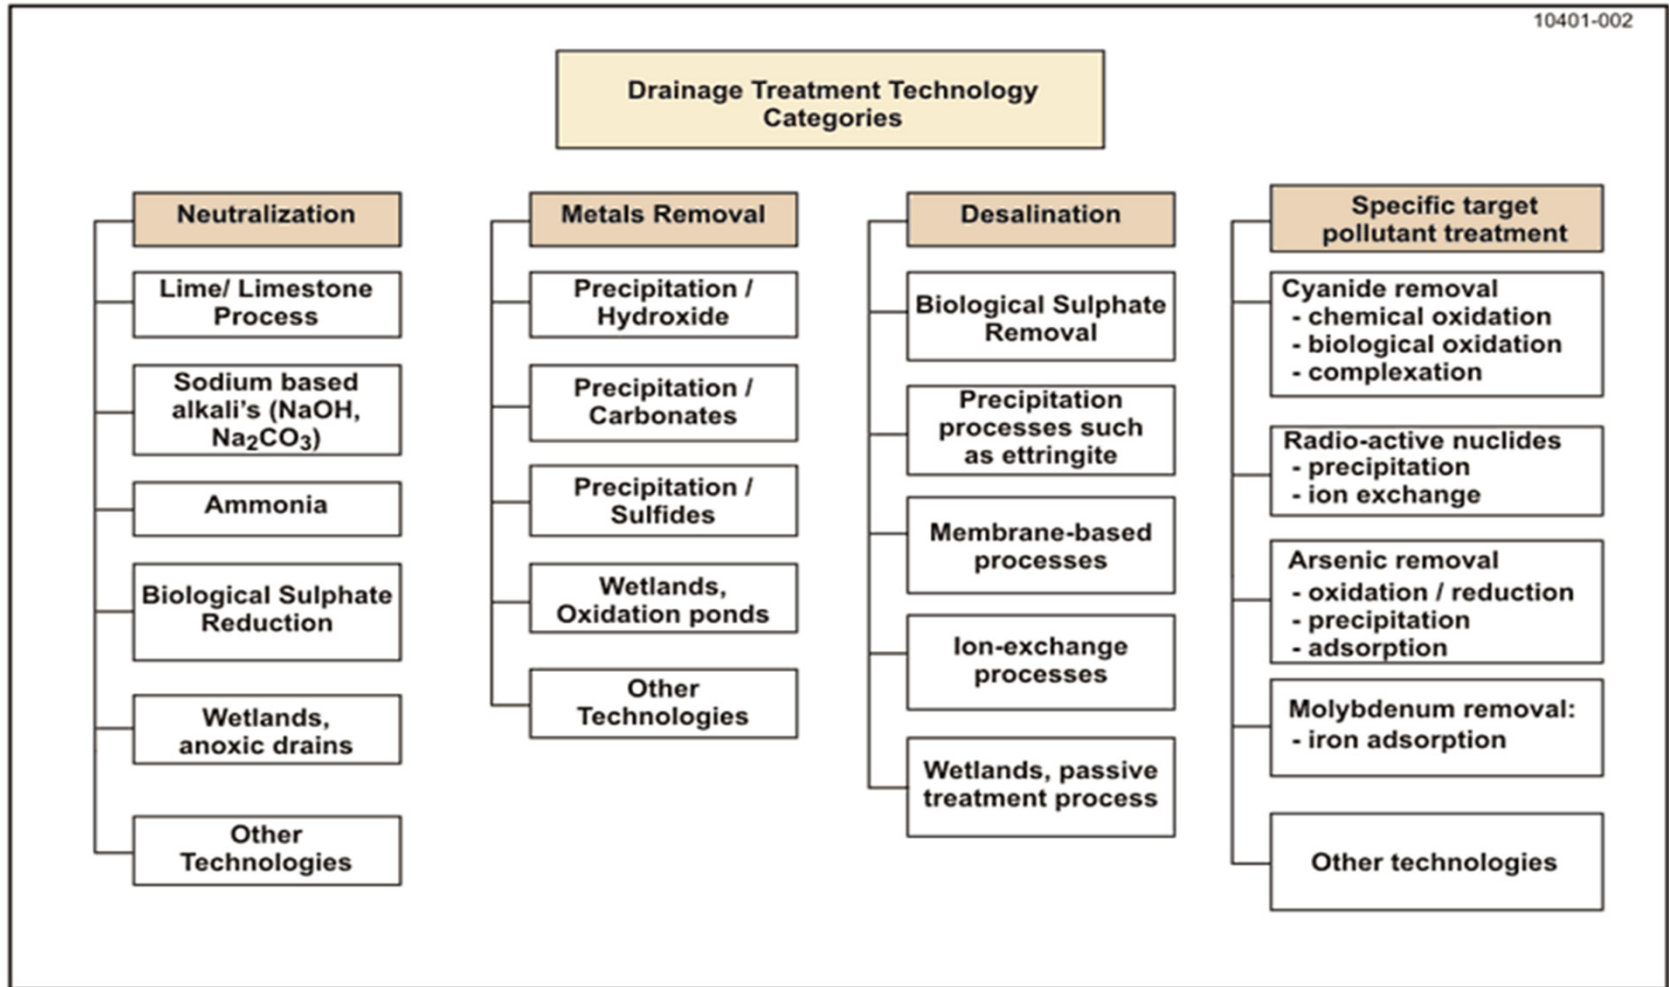 10401-002
Drainage Treatment Technology
Categories
Neutralization
Lime/ Limestone
Process
Sodium based
alkali's (NaOH,
Na₂CO₃)
Ammonia
Biological Sulphate
Reduction
Wetlands,
anoxic drains
Other
Technologies
Metals Removal
Precipitation /
Hydroxide
Precipitation /
Carbonates
Precipitation /
Sulfides
Wetlands,
Oxidation ponds
Other
Technologies
Desalination
Biological Sulphate
Removal
Precipitation
processes such
as ettringite
Membrane-based
processes
Ion-exchange
processes
Wetlands, passive
treatment process
Specific target
pollutant treatment
Cyanide removal
- chemical oxidation
- biological oxidation
- complexation
Radio-active nuclides
- precipitation
- ion exchange
Arsenic removal
- oxidation / reduction
- precipitation
- adsorption
Molybdenum removal:
- iron adsorption
Other technologies